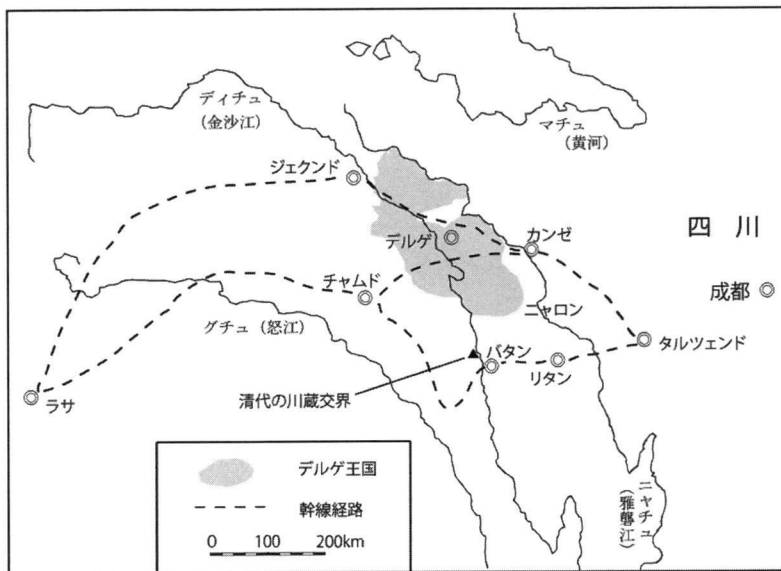 ディチュ
(金沙江)
マチュ
(黄河)
ジェクンド
デルゲ
カンゼ
四 川
チャムド
成都
グチュ(怒江)
ニャロン
タルツェンド
バタン
リタン
清代の川蔵交界
ラサ
デルゲ王国
幹線経路
0 100 200km
ニャチュ
(雅礱江)